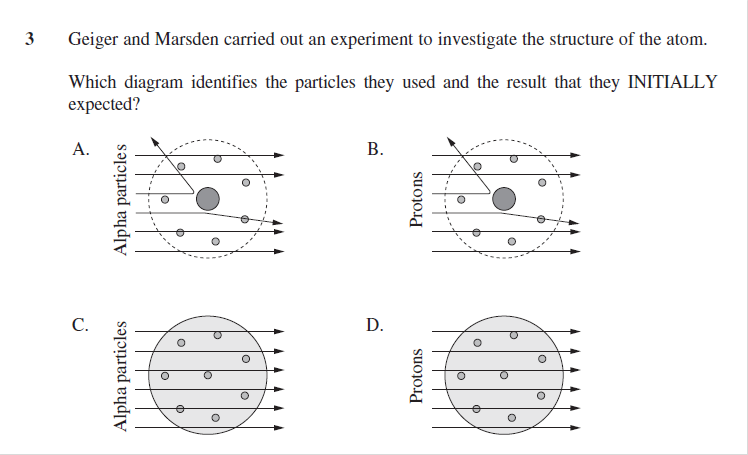 3 Geiger and Marsden carried out an experiment to investigate the structure of the atom.
Which diagram identifies the particles they used and the result that they INITIALLY
expected?
A.
Alpha particles
B.
Protons
C.
Alpha particles
D.
Protons